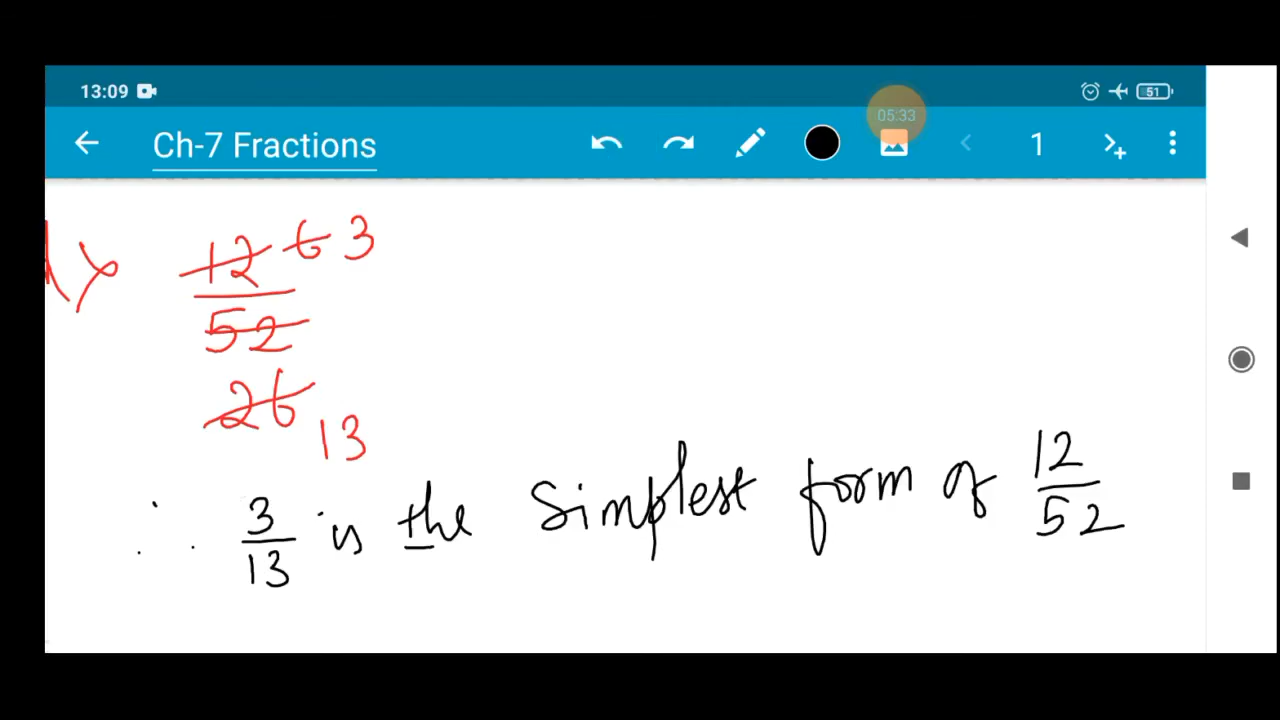 13:09 51
05:33
Ch-7 Fractions 1
12 6 3
52
26
13
∴ 3/13 is the simplest form of 12/52